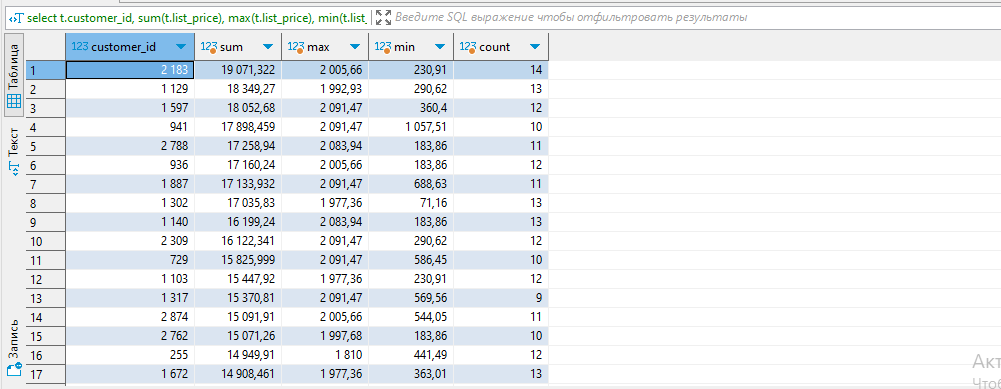 select t.customer_id, sum(t.list_price), max(t.list_price), min(t.list_ Введите SQL выражение чтобы отфильтровать результаты
Таблица
Текст
Запись
123 customer_id 123 sum 123 max 123 min 123 count
1 2 183 19 071,322 2 005,66 230,91 14
2 1 129 18 349,27 1 992,93 290,62 13
3 1 597 18 052,68 2 091,47 360,4 12
4 941 17 898,459 2 091,47 1 057,51 10
5 2 788 17 258,94 2 083,94 183,86 11
6 936 17 160,24 2 005,66 183,86 12
7 1 887 17 133,932 2 091,47 688,63 11
8 1 302 17 035,83 1 977,36 71,16 13
9 1 140 16 199,24 2 083,94 183,86 13
10 2 309 16 122,341 2 091,47 290,62 12
11 729 15 825,999 2 091,47 586,45 10
12 1 103 15 447,92 1 977,36 230,91 12
13 1 317 15 370,81 2 091,47 569,56 9
14 2 874 15 091,91 2 005,66 544,05 11
15 2 762 15 071,26 1 997,68 183,86 10
16 255 14 949,91 1 810 441,49 12
17 1 672 14 908,461 1 977,36 363,01 13
Акт
Чтоб